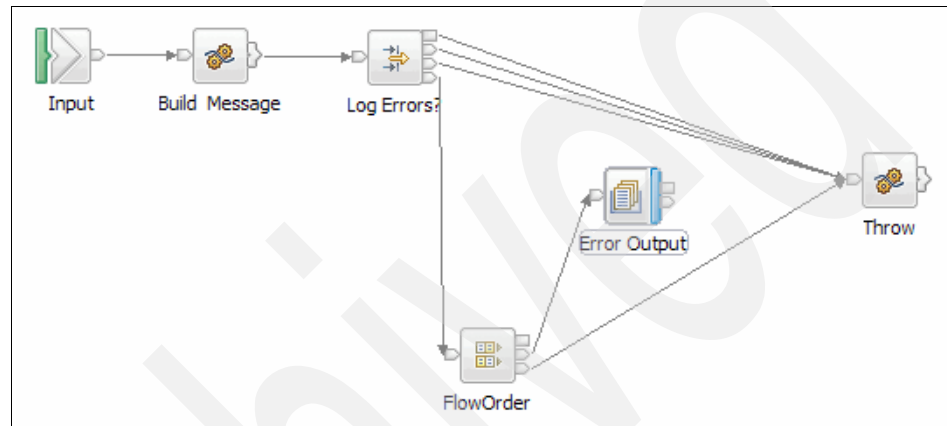 Input
Build Message
Log Errors?
Error Output
Throw
FlowOrder